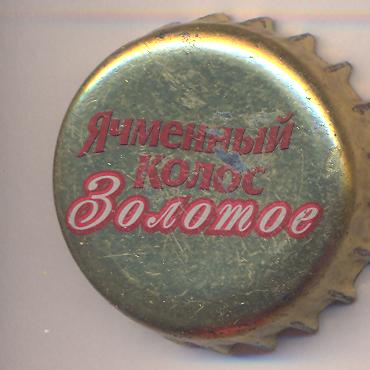 Ячменный
колос
Золотое